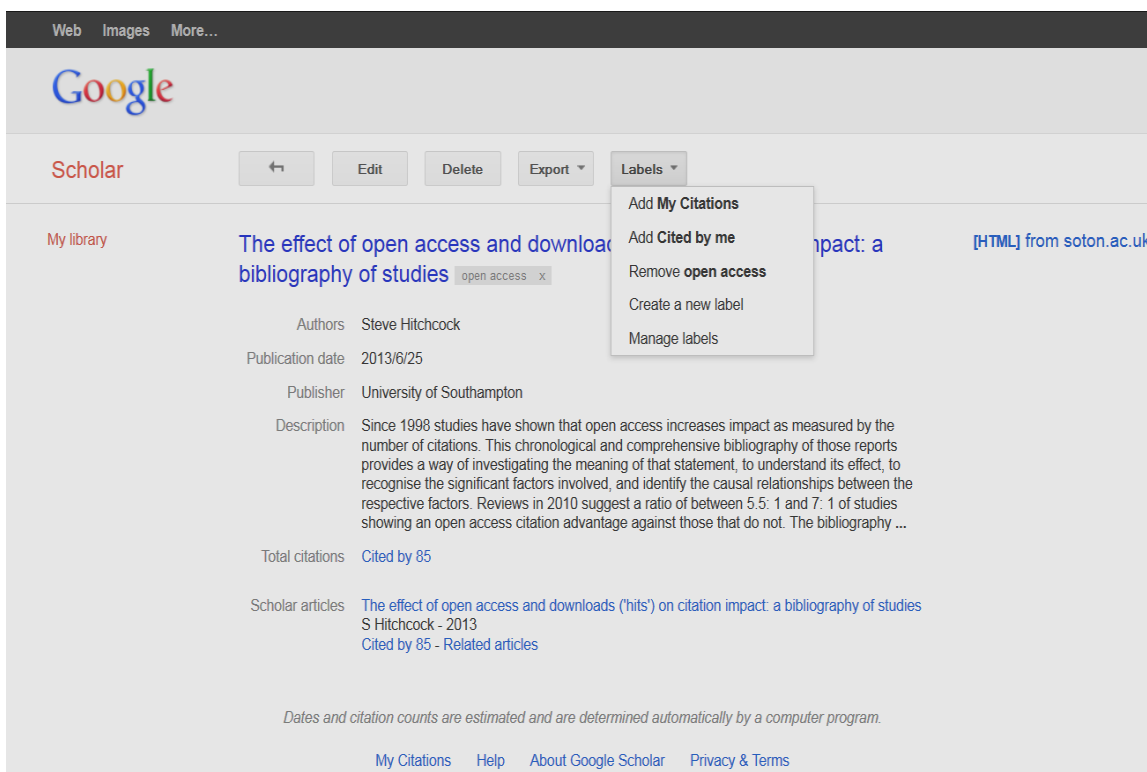 Web Images More...
Google
Scholar
Edit Delete Export Labels
Add My Citations
Add Cited by me
Remove open access
Create a new label
Manage labels
My library
The effect of open access and downloa pact: a
bibliography of studies open access x
[HTML] from soton.ac.uk
Authors Steve Hitchcock
Publication date 2013/6/25
Publisher University of Southampton
Description Since 1998 studies have shown that open access increases impact as measured by the
number of citations. This chronological and comprehensive bibliography of those reports
provides a way of investigating the meaning of that statement, to understand its effect, to
recognise the significant factors involved, and identify the causal relationships between the
respective factors. Reviews in 2010 suggest a ratio of between 5.5: 1 and 7: 1 of studies
showing an open access citation advantage against those that do not. The bibliography ...
Total citations Cited by 85
Scholar articles The effect of open access and downloads ('hits') on citation impact: a bibliography of studies
S Hitchcock - 2013
Cited by 85 - Related articles
Dates and citation counts are estimated and are determined automatically by a computer program.
My Citations Help About Google Scholar Privacy & Terms